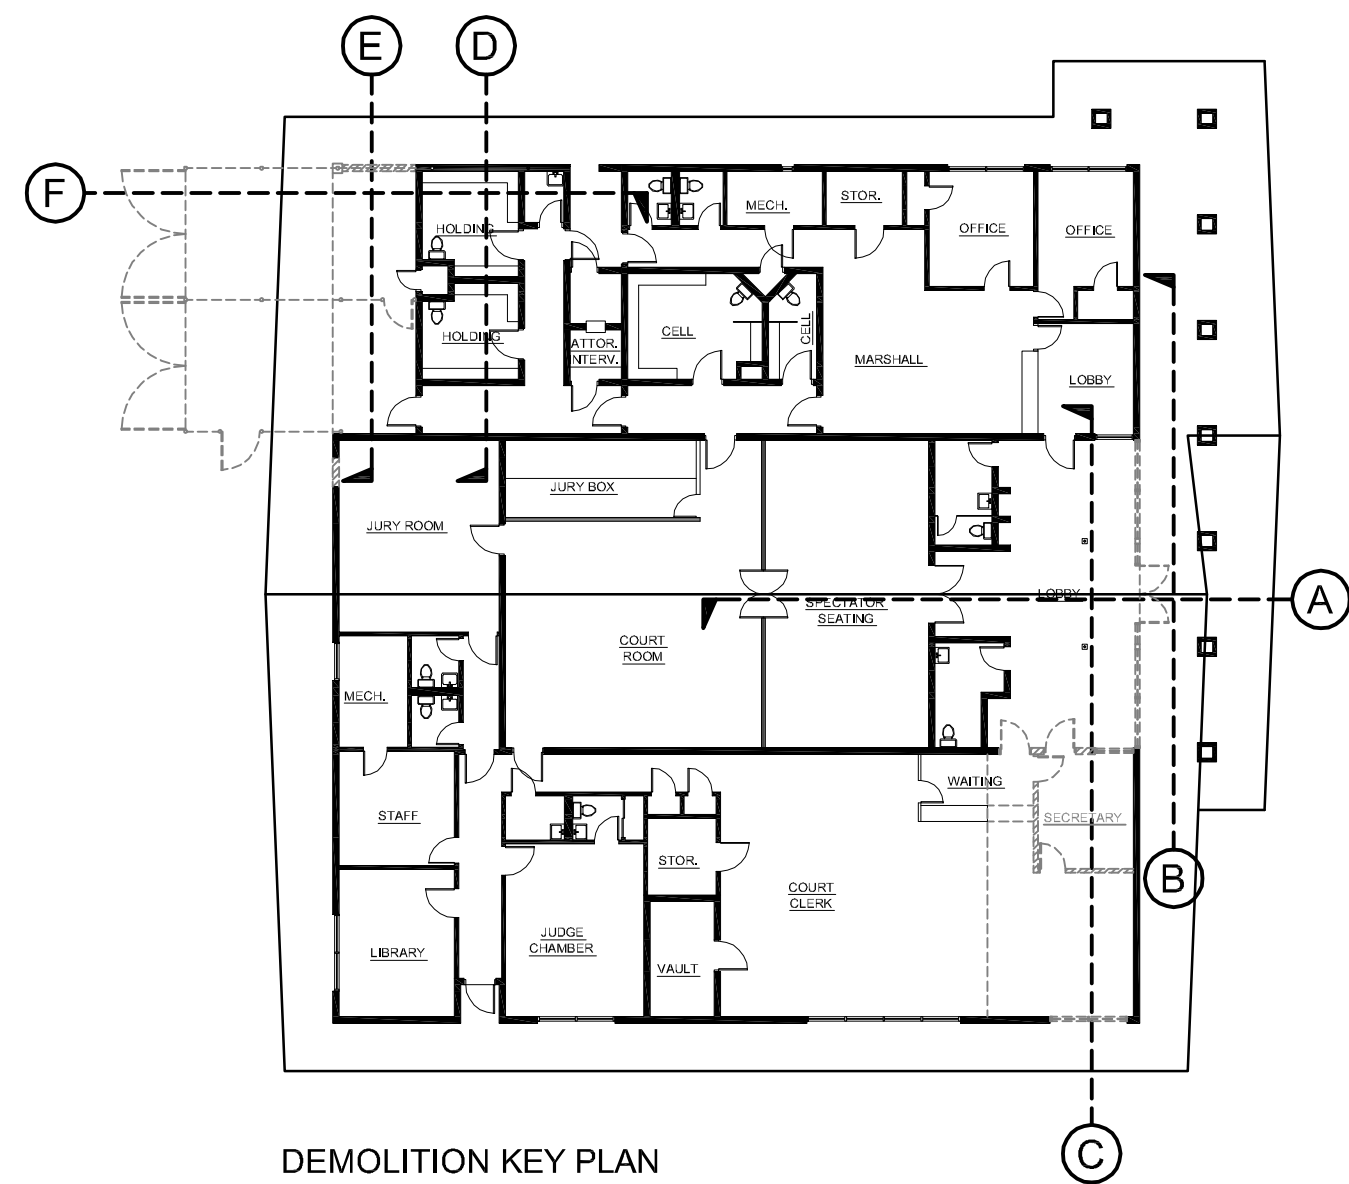 E
D
F
MECH.
STOR.
OFFICE
OFFICE
HOLDING
HOLDING
ATTOR.
INTERV.
CELL
CELL
MARSHALL
LOBBY
JURY BOX
JURY ROOM
LOBBY
A
SPECTATOR
SEATING
COURT
ROOM
MECH.
WAITING
STAFF
SECRETARY
STOR.
B
COURT
CLERK
JUDGE
CHAMBER
LIBRARY
VAULT
C
DEMOLITION KEY PLAN